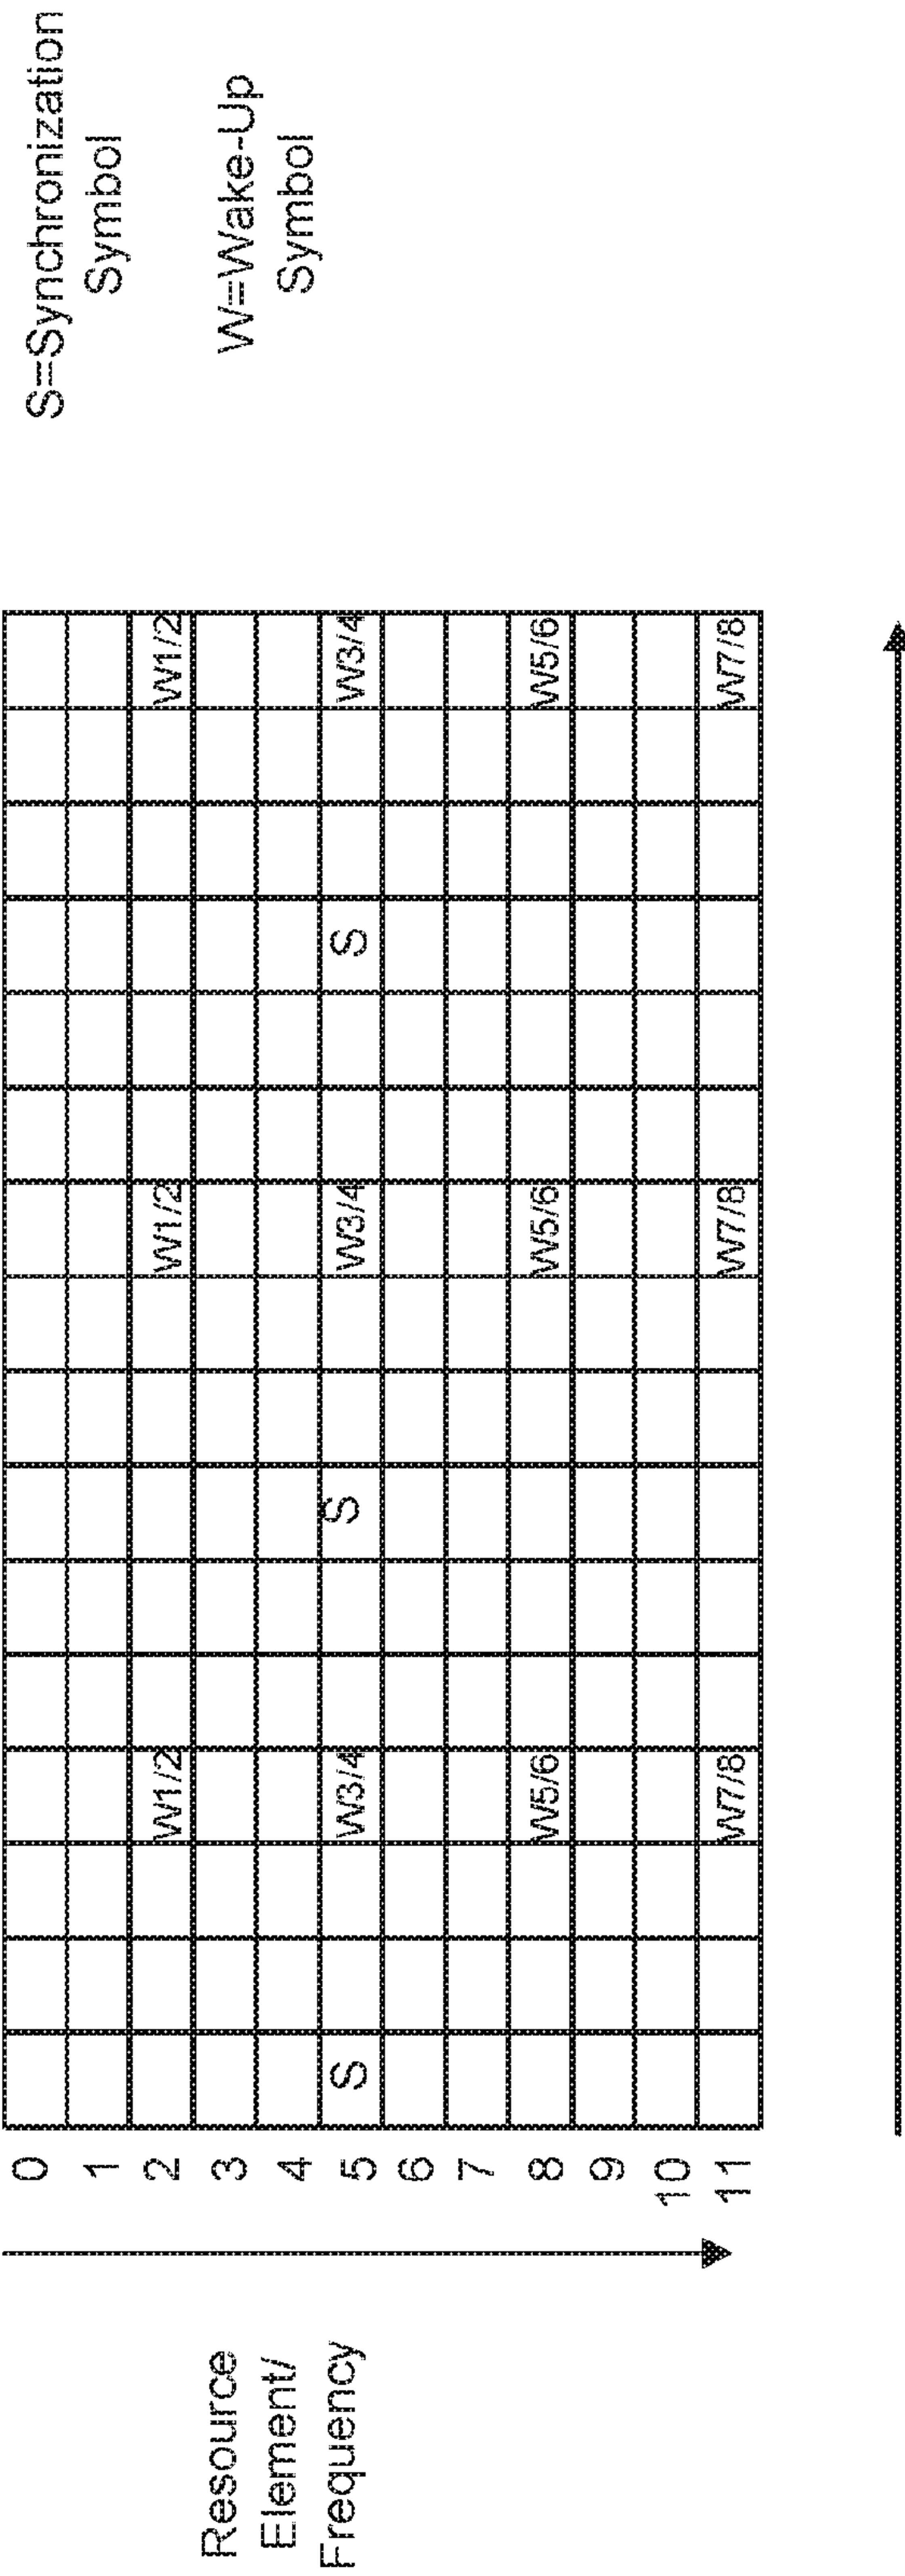 S=Synchronization
Symbol
W=Wake-Up
Symbol
Resource
Element/
Frequency
0
1
2 W1/2 W1/2 W1/2
3
4
5 S W3/4 S W3/4 S W3/4
6
7
8 W5/6 W5/6 W5/6
9
10
11 W7/8 W7/8 W7/8